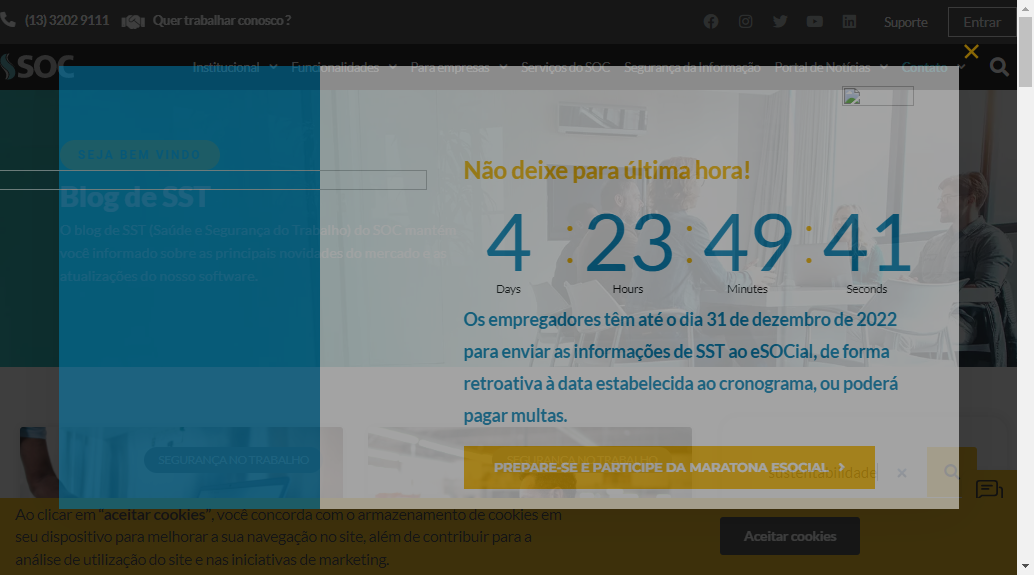 (13) 3202 9111 Quer trabalhar conosco ? Suporte Entrar
SOC Institucional Funcionalidades Para empresas Serviços do SOC Segurança da Informação Portal de Notícias Contato
SEJA BEM VINDO
Blog de SST
O blog de SST (Saúde e Segurança do Trabalho) do SOC mantém
você informado sobre as principais novidades do mercado e as
atualizações do nosso software.
Não deixe para última hora!
4 : 23 : 49 : 41
Days Hours Minutes Seconds
Os empregadores têm até o dia 31 de dezembro de 2022
para enviar as informações de SST ao eSOCial, de forma
retroativa à data estabelecida ao cronograma, ou poderá
pagar multas.
SEGURANÇA NO TRABALHO SEGURANÇA NO TRABALHO
PREPARE-SE E PARTICIPE DA MARATONA ESOCIAL
sustentabilidade
Ao clicar em "aceitar cookies", você concorda com o armazenamento de cookies em
seu dispositivo para melhorar a sua navegação no site, além de contribuir para a
análise de utilização do site e nas iniciativas de marketing.
Aceitar cookies